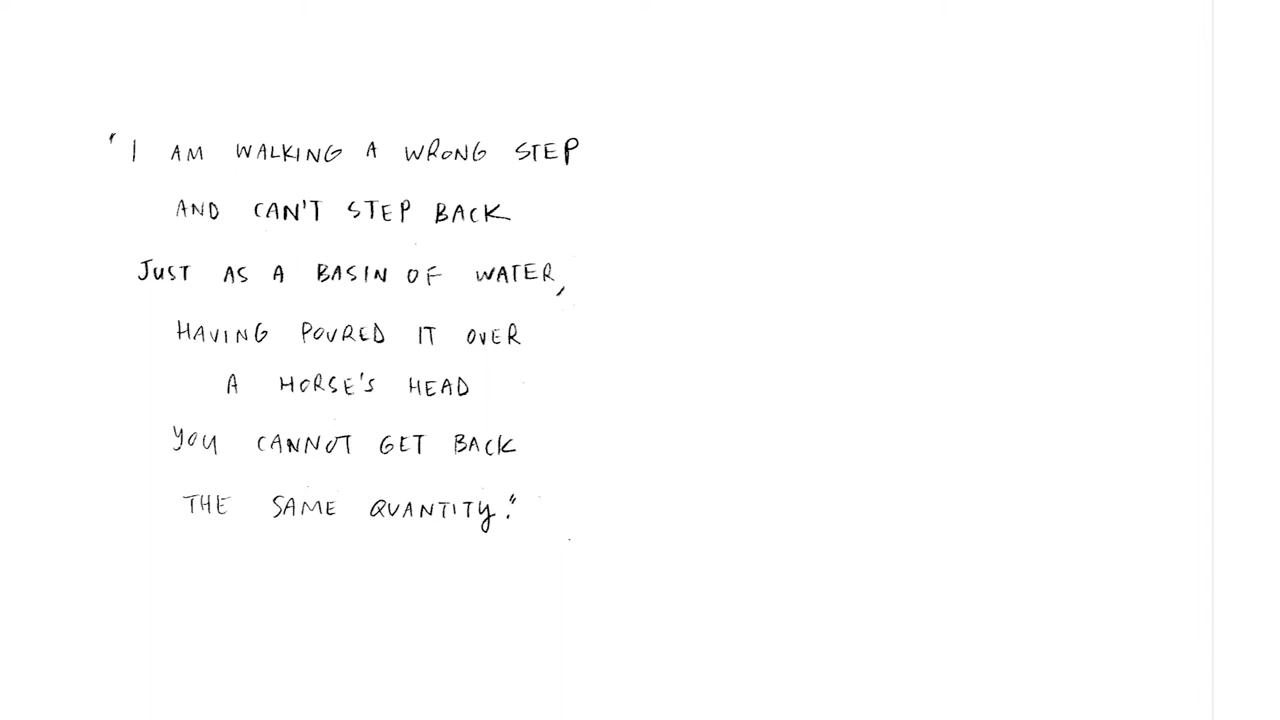 "I AM WALKING A WRONG STEP
AND CAN'T STEP BACK
JUST AS A BASIN OF WATER,
HAVING POURED IT OVER
A HORSE'S HEAD
YOU CANNOT GET BACK
THE SAME QUANTITY."